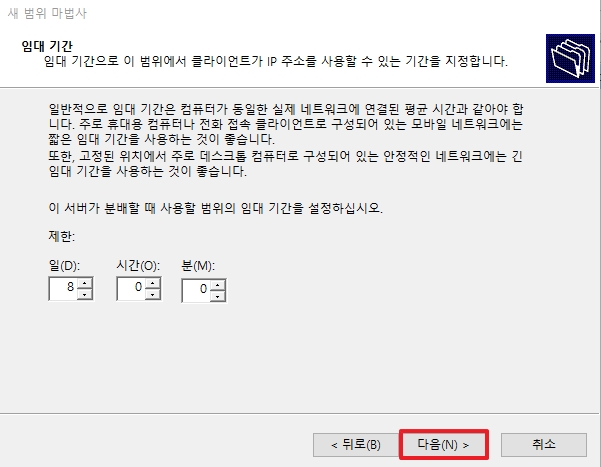 새 범위 마법사
임대 기간
임대 기간으로 이 범위에서 클라이언트가 IP 주소를 사용할 수 있는 기간을 지정합니다.
일반적으로 임대 기간은 컴퓨터가 동일한 실제 네트워크에 연결된 평균 시간과 같아야 합
니다. 주로 휴대용 컴퓨터나 전화 접속 클라이언트로 구성되어 있는 모바일 네트워크에는
짧은 임대 기간을 사용하는 것이 좋습니다.
또한, 고정된 위치에서 주로 데스크톱 컴퓨터로 구성되어 있는 안정적인 네트워크에는 긴
임대 기간을 사용하는 것이 좋습니다.
이 서버가 분배할 때 사용할 범위의 임대 기간을 설정하십시오.
제한:
일(D): 시간(O): 분(M):
8 0 0
< 뒤로(B) 다음(N) > 취소